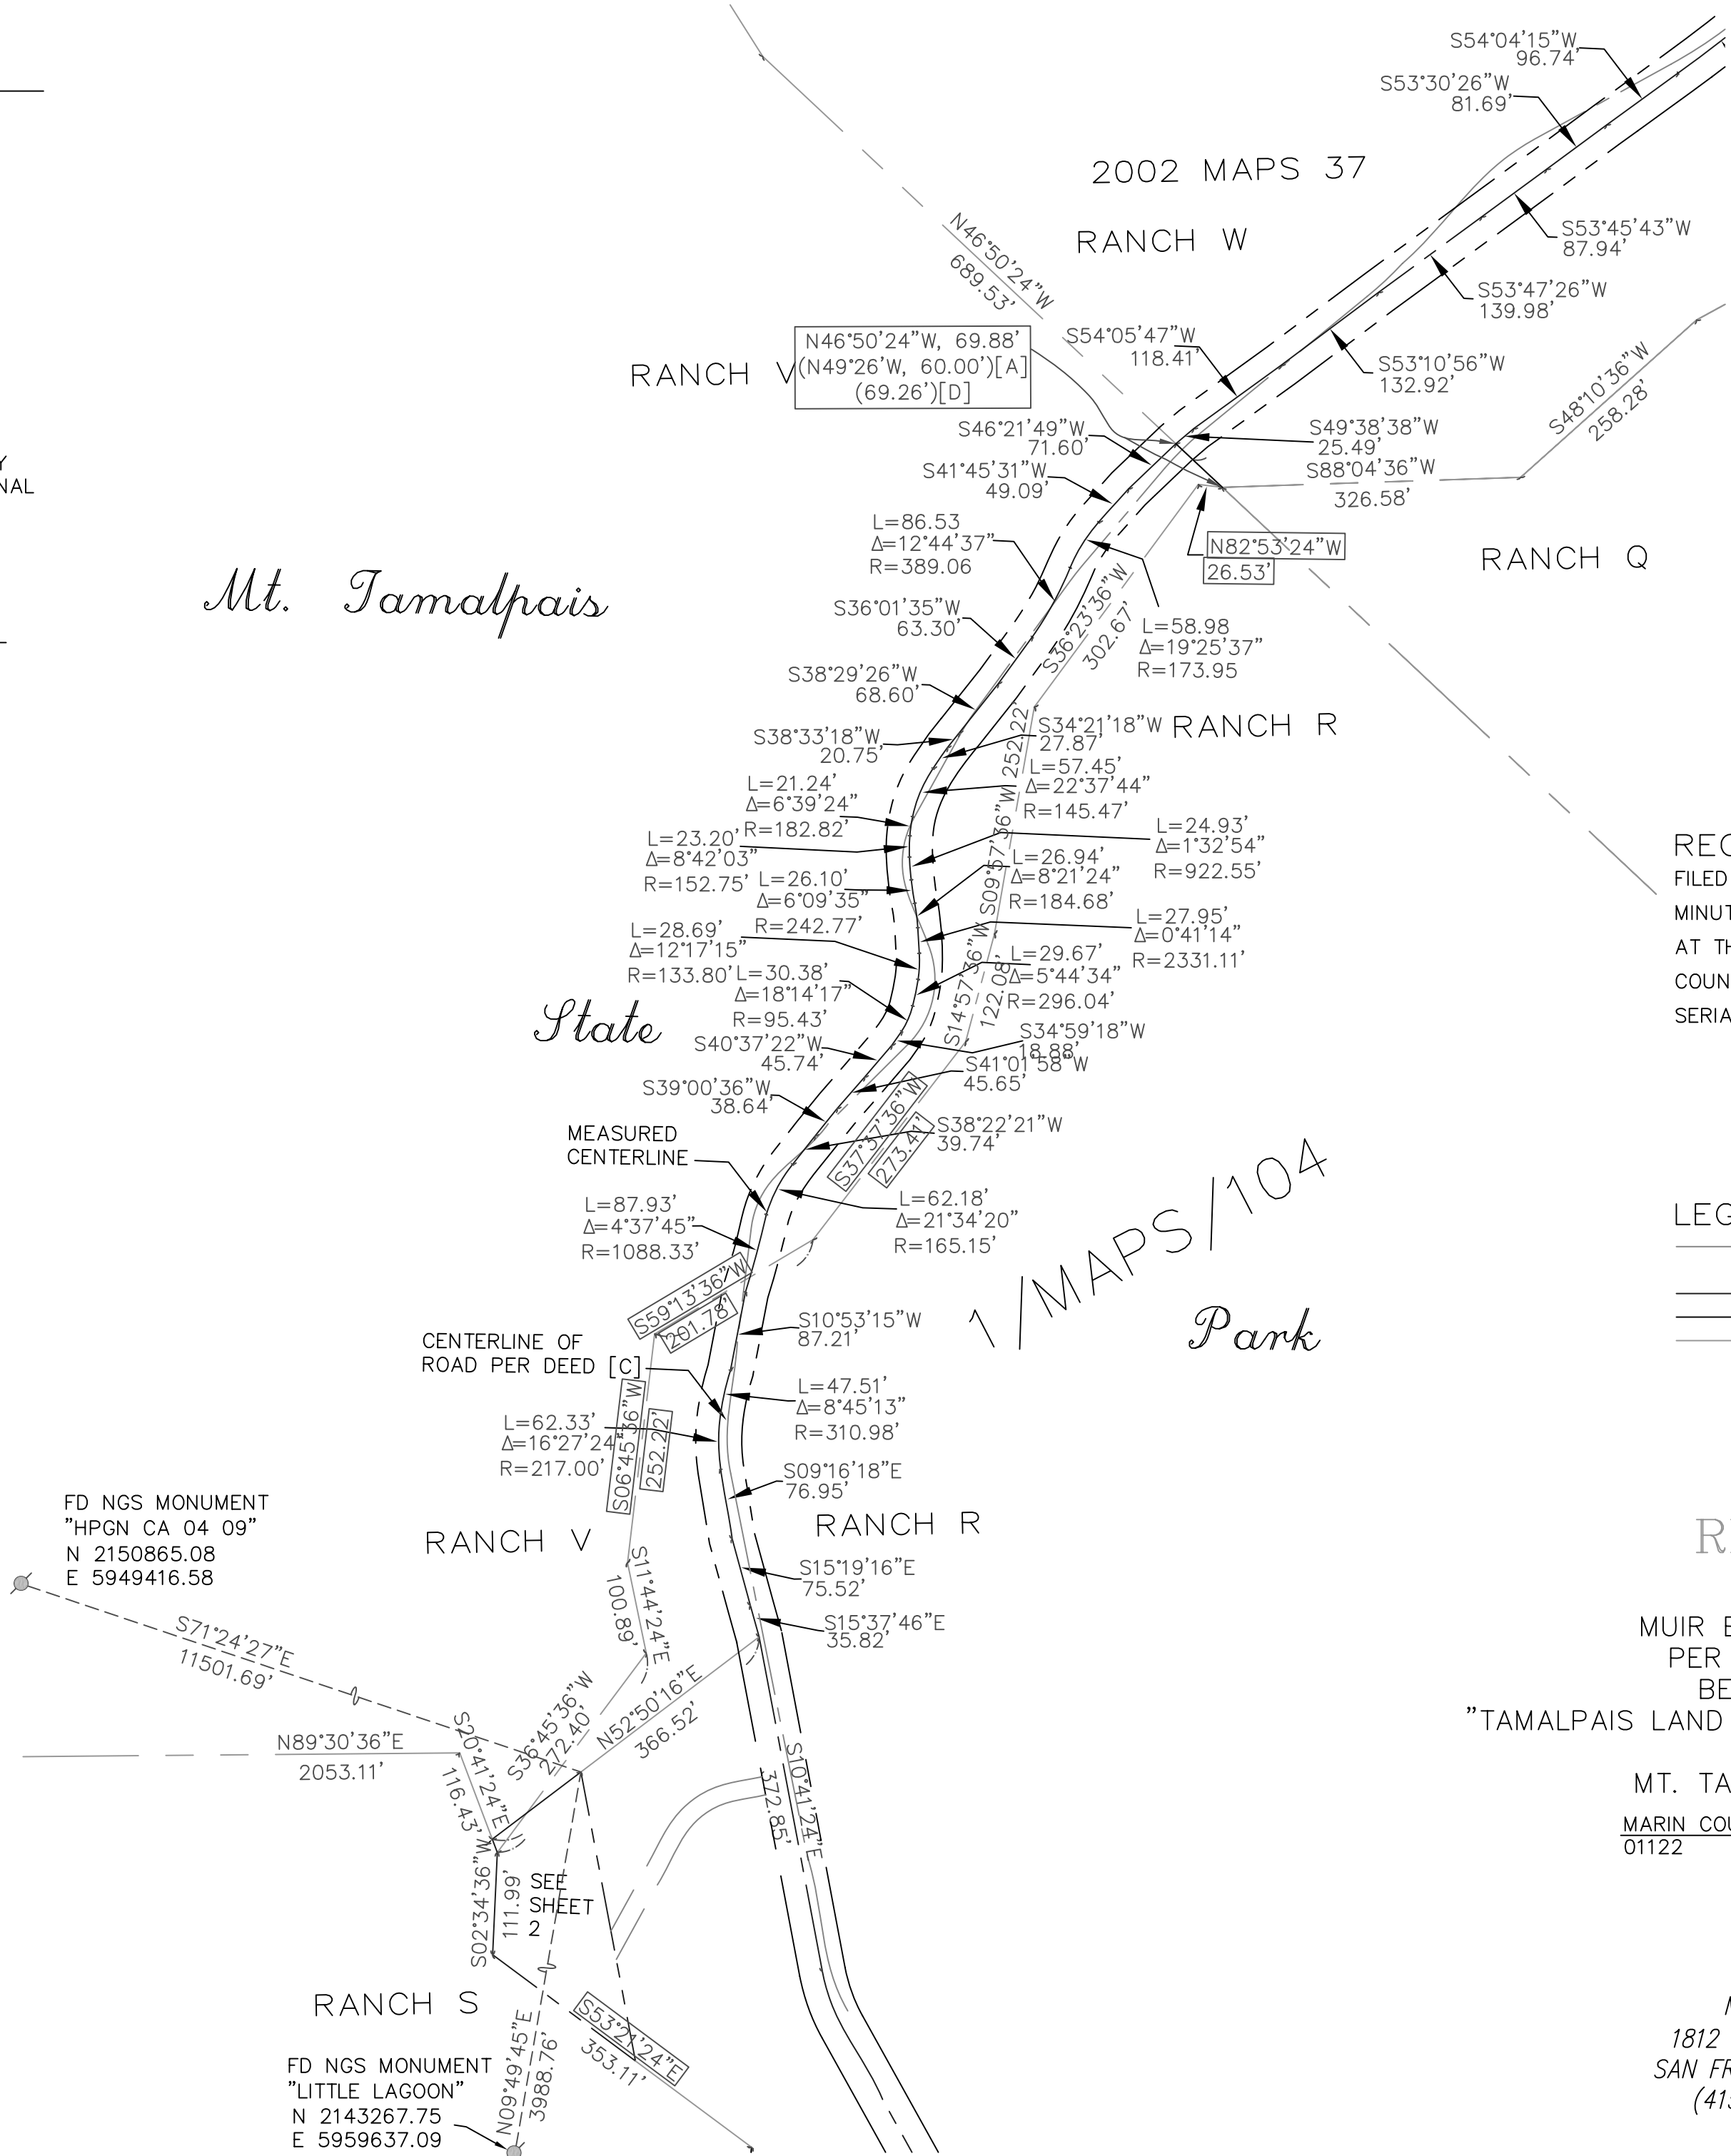 S54°04'15"W
96.74'
S53°30'26"W
81.69'
2002 MAPS 37
RANCH W
N46°50'24"W
689.53'
S53°45'43"W
87.94'
S53°47'26"W
139.98'
S54°05'47"W
118.41'
N46°50'24"W, 69.88'
(N49°26'W, 60.00')[A]
(69.26')[D]
RANCH V
S53°10'56"W
132.92'
S48°10'36"W
258.28'
S46°21'49"W
71.60'
S49°38'38"W
25.49'
S88°04'36"W
326.58'
S41°45'31"W
49.09'
L=86.53
Δ=12°44'37"
R=389.06
N82°53'24"W
26.53'
RANCH Q
Mt. Tamalpais
S36°01'35"W
63.30'
S36°23'36"W
302.67'
L=58.98
Δ=19°25'37"
R=173.95
S38°29'26"W
68.60'
S38°33'18"W
20.75'
S34°21'18"W
27.87'
RANCH R
L=57.45'
Δ=22°37'44"
R=145.47'
L=21.24'
Δ=6°39'24"
R=182.82'
S09°57'36"W 252.22'
L=23.20'
Δ=8°42'03"
R=152.75'
L=24.93'
Δ=1°32'54"
R=922.55'
L=26.94'
Δ=8°21'24"
R=184.68'
L=26.10'
Δ=6°09'35"
R=242.77'
L=27.95'
Δ=0°41'14"
R=2331.11'
L=28.69'
Δ=12°17'15"
R=133.80'
L=29.67'
Δ=5°44'34"
R=296.04'
S14°57'36"W
122.08'
L=30.38'
Δ=18°14'17"
R=95.43'
State
S40°37'22"W
45.74'
S34°59'18"W
18.88'
S41°01'58"W
45.65'
S39°00'36"W
38.64'
S37°37'36"W
273.41'
S38°22'21"W
39.74'
MEASURED
CENTERLINE
L=87.93'
Δ=4°37'45"
R=1088.33'
L=62.18'
Δ=21°34'20"
R=165.15'
1/MAPS/104
Park
S59°13'36"W
201.78'
S10°53'15"W
87.21'
CENTERLINE OF
ROAD PER DEED [C]
S06°45'36"W
252.22'
L=47.51'
Δ=8°45'13"
R=310.98'
L=62.33'
Δ=16°27'24
R=217.00'
S09°16'18"E
76.95'
RANCH V
RANCH R
FD NGS MONUMENT
"HPGN CA 04 09"
N 2150865.08
E 5949416.58
S11°44'24"E
100.89'
S15°19'16"E
75.52'
S15°37'46"E
35.82'
S71°24'27"E
11501.69'
S36°45'36"W
272.40'
N52°50'16"E
366.52'
N89°30'36"E
2053.11'
S20°41'24"E
116.43'
S10°41'24"E
372.85'
S02°34'36"W
111.99'
SEE
SHEET
2
RANCH S
FD NGS MONUMENT
"LITTLE LAGOON"
N 2143267.75
E 5959637.09
N09°49'45"E
3988.76'
S53°21'24"E
353.11'
FILED
AT TH
LEG
MUIR
PER
BE
"TAMALPAIS LAND
MT. TA
MARIN COU
01122
1812
SAN FR
(415